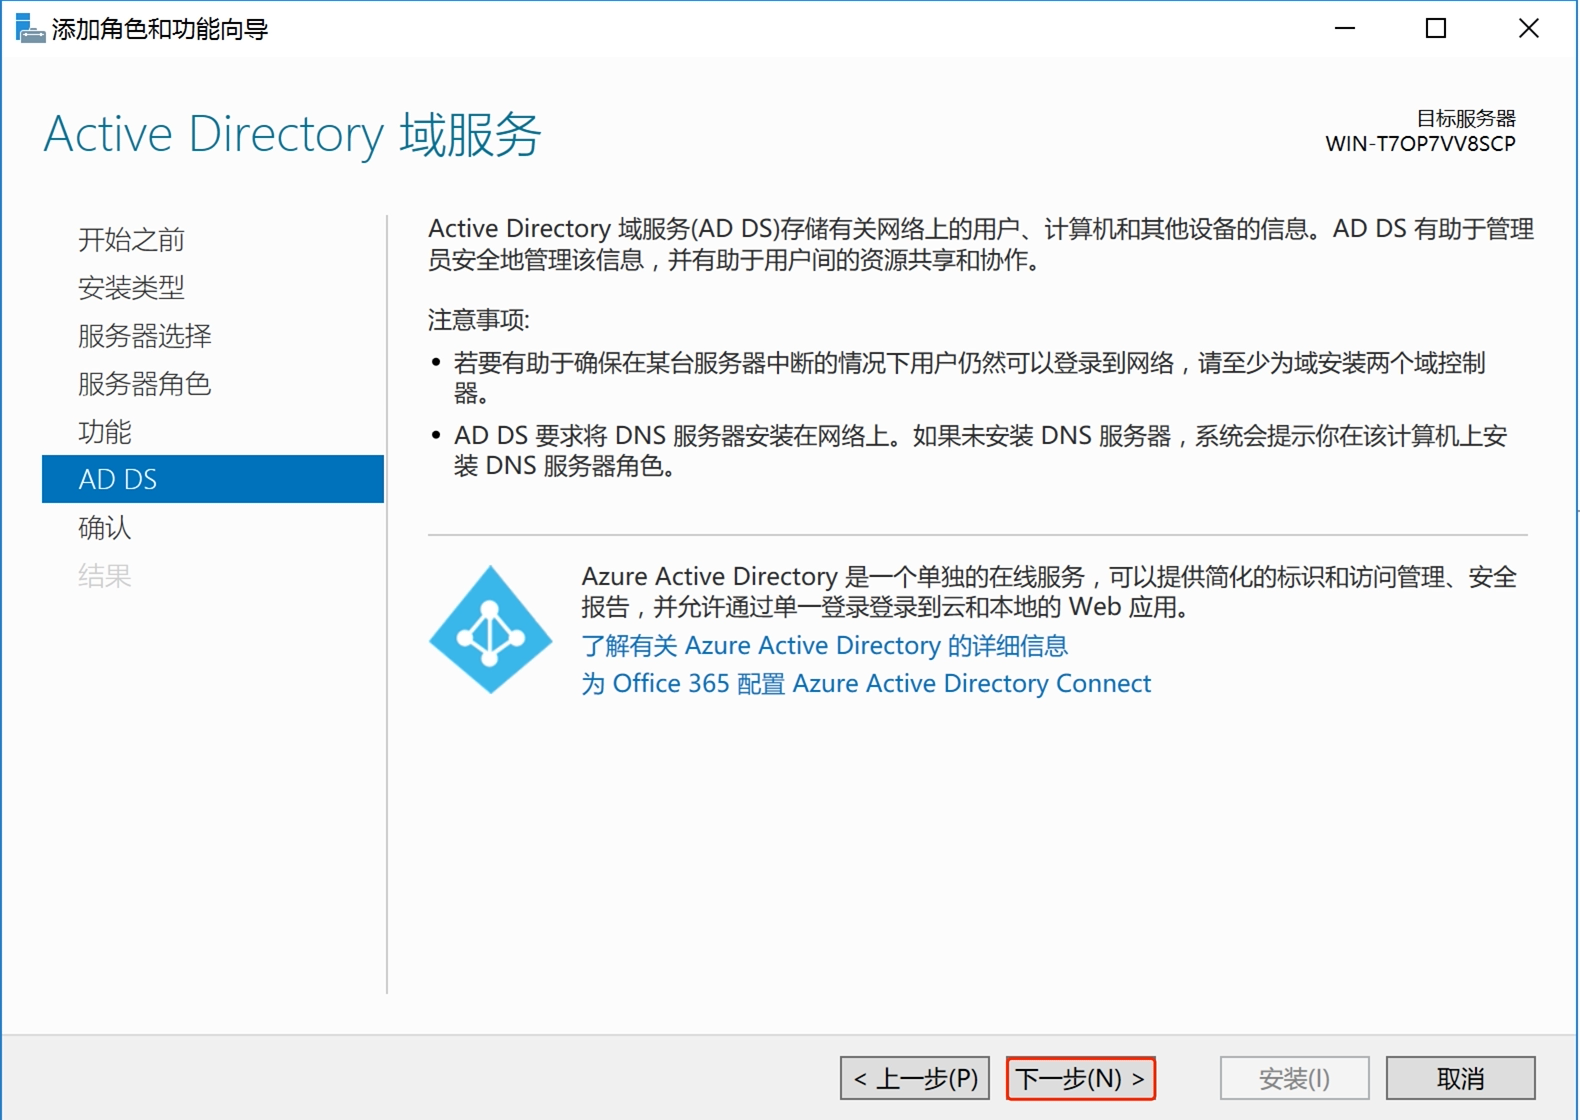 添加角色和功能向导
Active Directory 域服务
目标服务器
WIN-T7OP7VV8SCP
开始之前
安装类型
服务器选择
服务器角色
功能
AD DS
确认
结果
Active Directory 域服务(AD DS)存储有关网络上的用户、计算机和其他设备的信息。AD DS 有助于管理
员安全地管理该信息，并有助于用户间的资源共享和协作。
注意事项:
• 若要有助于确保在某台服务器中断的情况下用户仍然可以登录到网络，请至少为域安装两个域控制
器。
• AD DS 要求将 DNS 服务器安装在网络上。如果未安装 DNS 服务器，系统会提示你在该计算机上安
装 DNS 服务器角色。
Azure Active Directory 是一个单独的在线服务，可以提供简化的标识和访问管理、安全
报告，并允许通过单一登录登录到云和本地的 Web 应用。
了解有关 Azure Active Directory 的详细信息
为 Office 365 配置 Azure Active Directory Connect
< 上一步(P)
下一步(N) >
安装(I)
取消